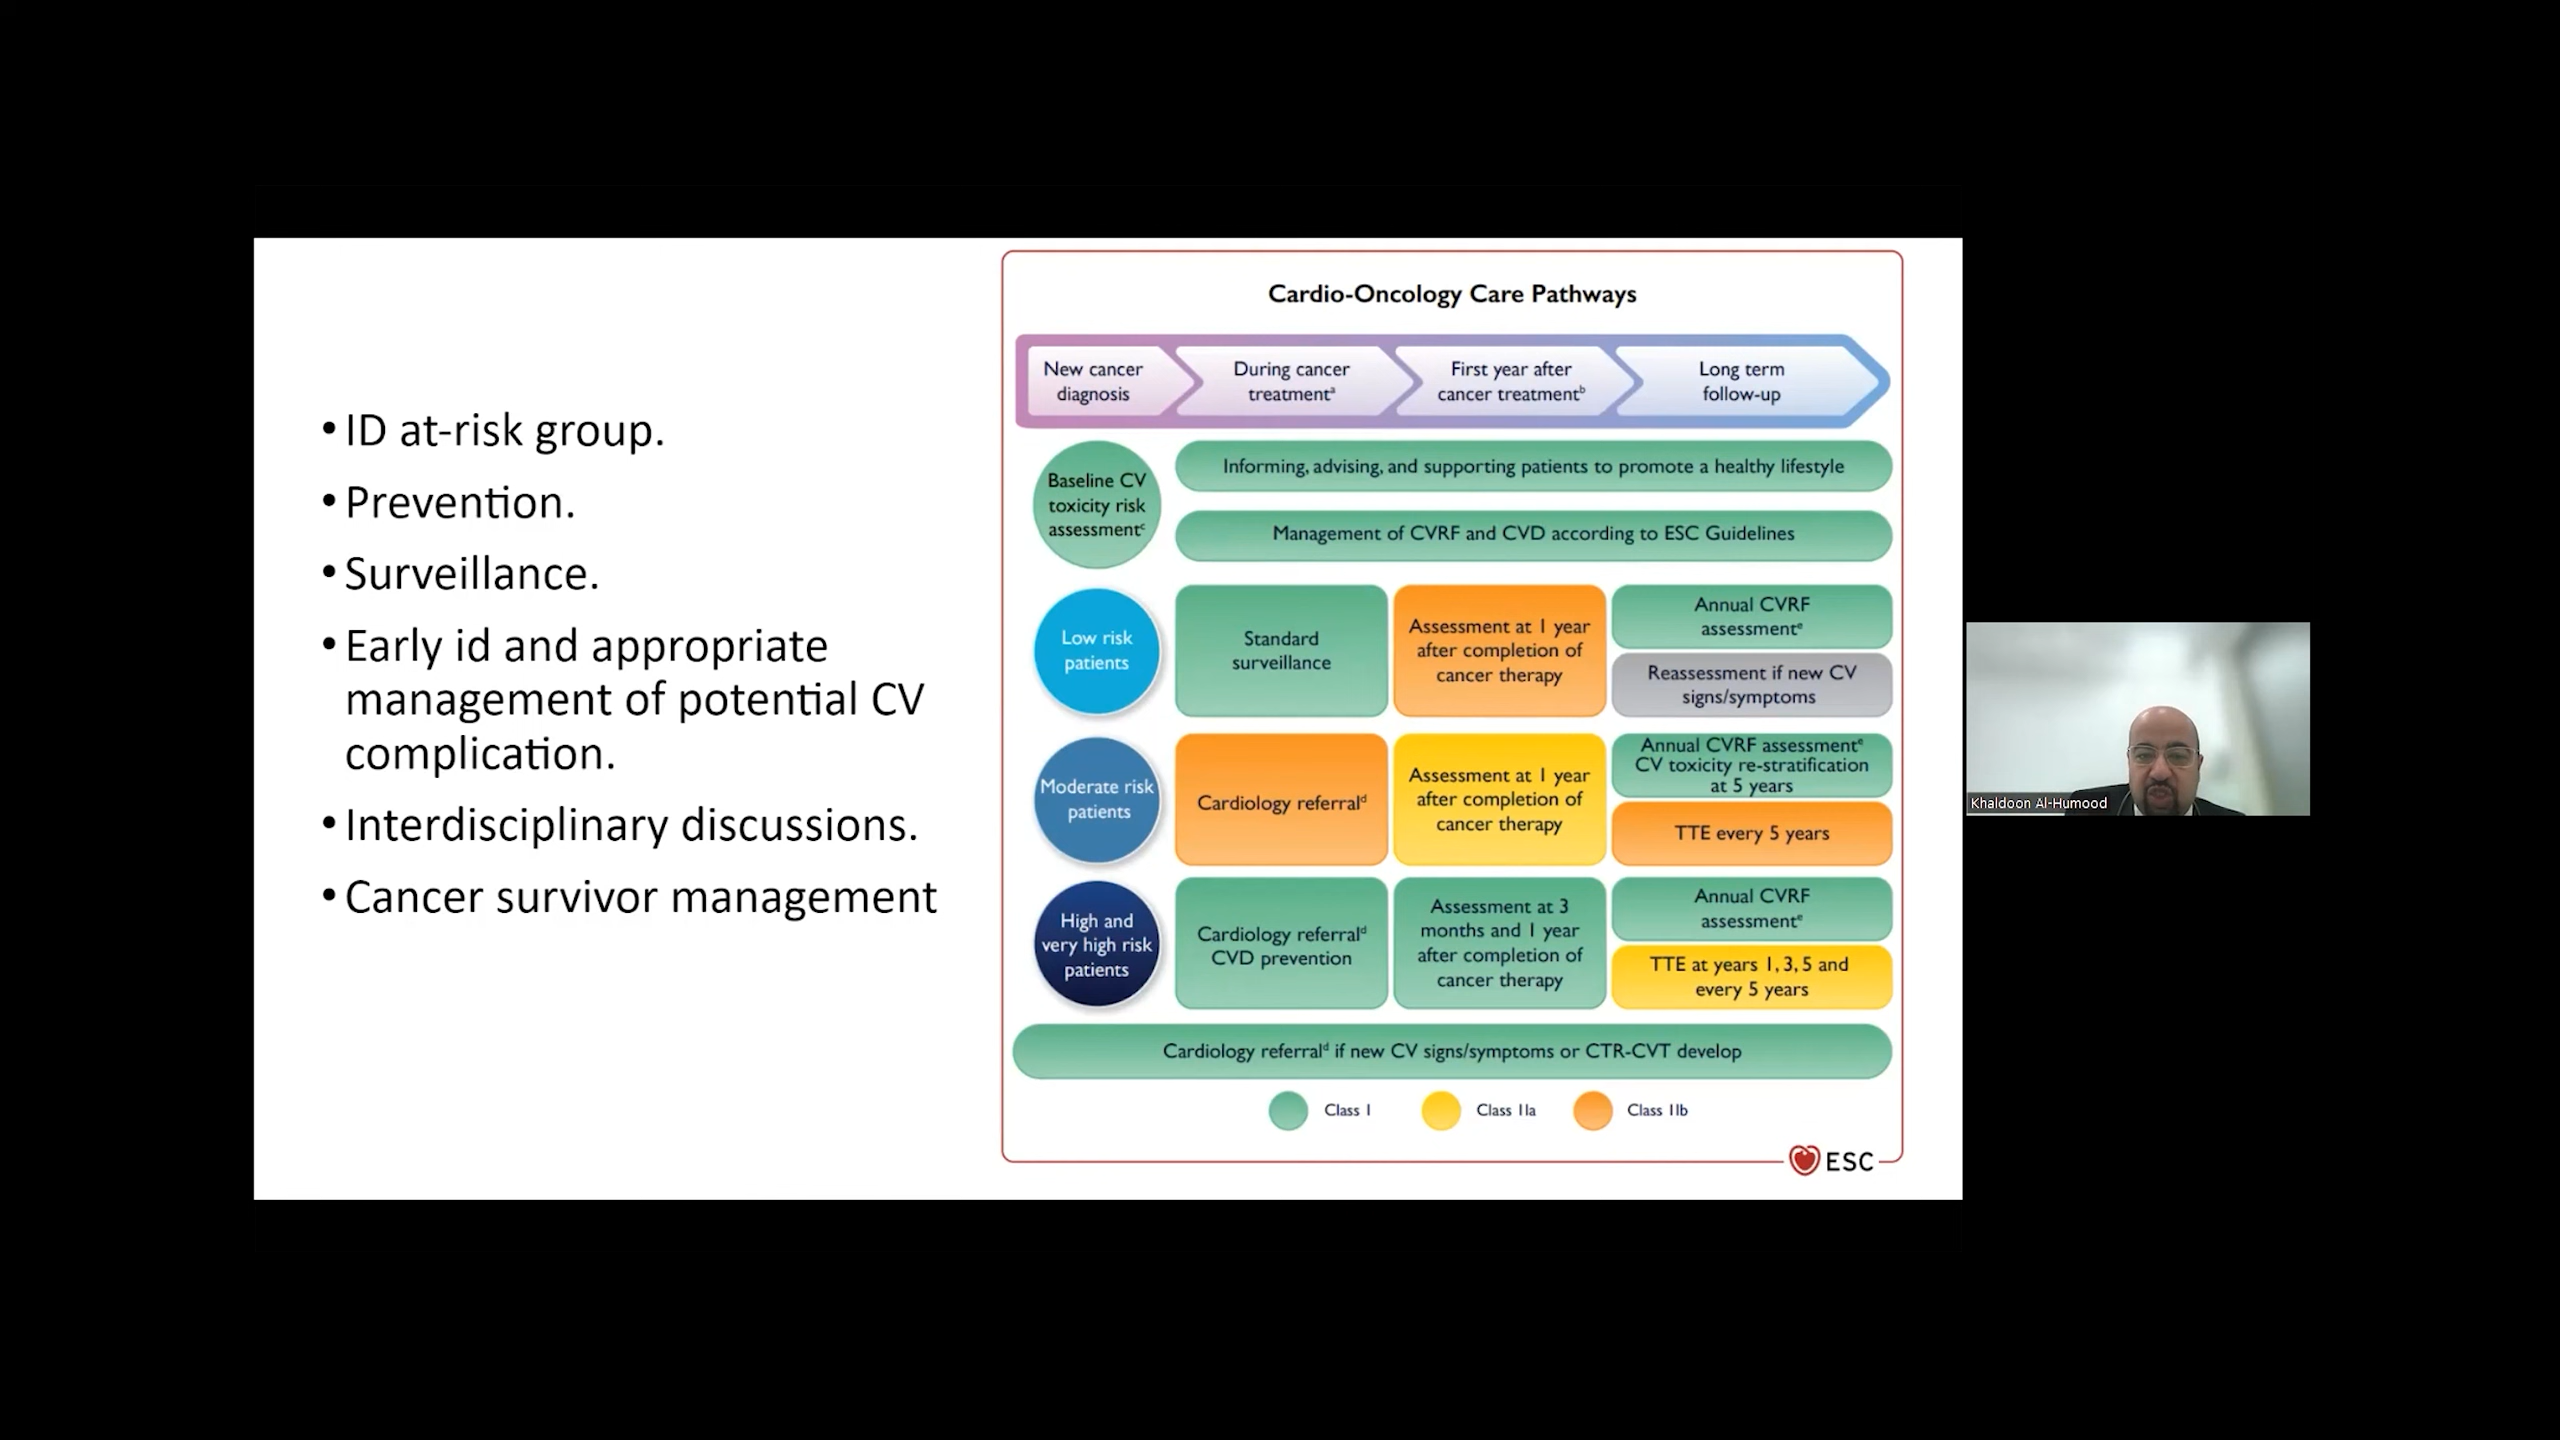 • ID at-risk group.
• Prevention.
• Surveillance.
• Early id and appropriate
management of potential CV
complication.
• Interdisciplinary discussions.
• Cancer survivor management
Cardio-Oncology Care Pathways
New cancer
diagnosis
During cancer
treatmentᵃ
First year after
cancer treatmentᵇ
Long term
follow-up
Baseline CV
toxicity risk
assessmentᶜ
Informing, advising, and supporting patients to promote a healthy lifestyle
Management of CVRF and CVD according to ESC Guidelines
Low risk
patients
Standard
surveillance
Assessment at 1 year
after completion of
cancer therapy
Annual CVRF
assessmentᵉ
Reassessment if new CV
signs/symptoms
Moderate risk
patients
Cardiology referralᵈ
Assessment at 1 year
after completion of
cancer therapy
Annual CVRF assessmentᵉ
CV toxicity re-stratification
at 5 years
TTE every 5 years
High and
very high risk
patients
Cardiology referralᵈ
CVD prevention
Assessment at 3
months and 1 year
after completion of
cancer therapy
Annual CVRF
assessmentᵉ
TTE at years 1, 3, 5 and
every 5 years
Cardiology referralᵈ if new CV signs/symptoms or CTR-CVT develop
Class I
Class IIa
Class IIb
ESC
Khaldoon Al-Humood